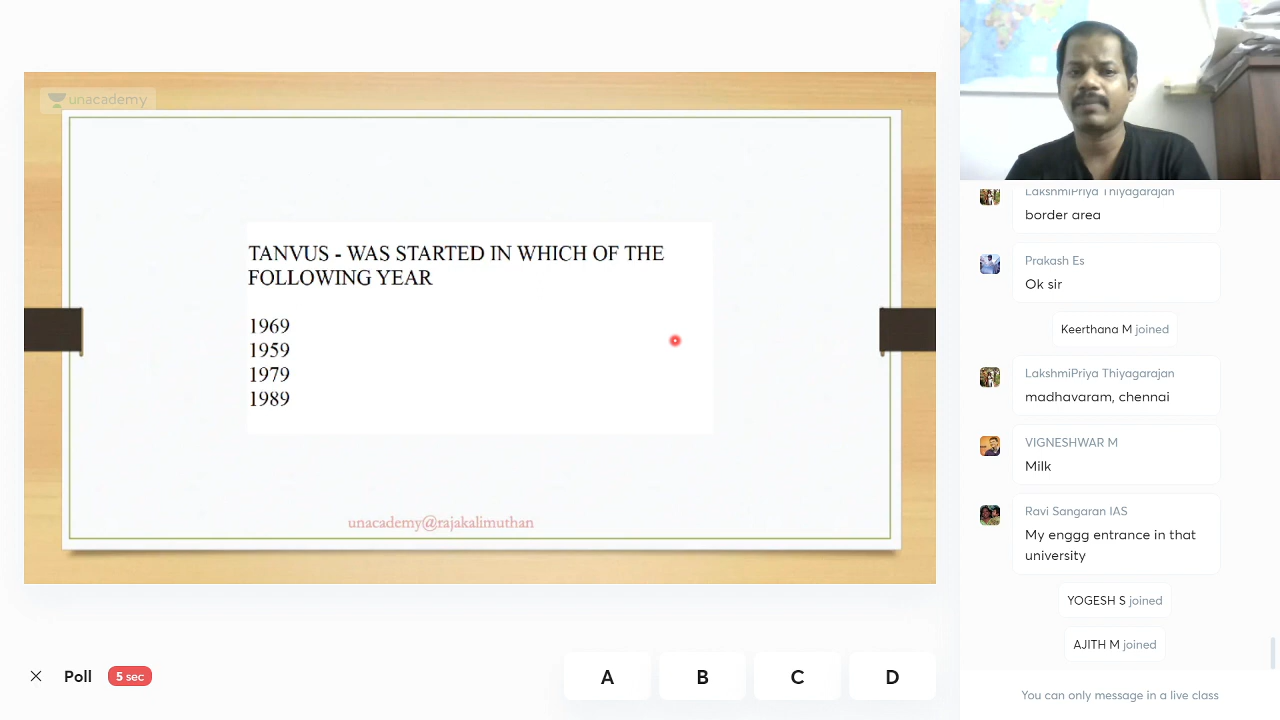 unacademy
TANVUS - WAS STARTED IN WHICH OF THE
FOLLOWING YEAR
1969
1959
1979
1989
unacademy@rajakalimuthan
Poll
5 sec
A
B
C
D
LakshmiPriya Thiyagarajan
border area
Prakash Es
Ok sir
Keerthana M joined
LakshmiPriya Thiyagarajan
madhavaram, chennai
VIGNESHWAR M
Milk
Ravi Sangaran IAS
My enggg entrance in that
university
YOGESH S joined
AJITH M joined
You can only message in a live class